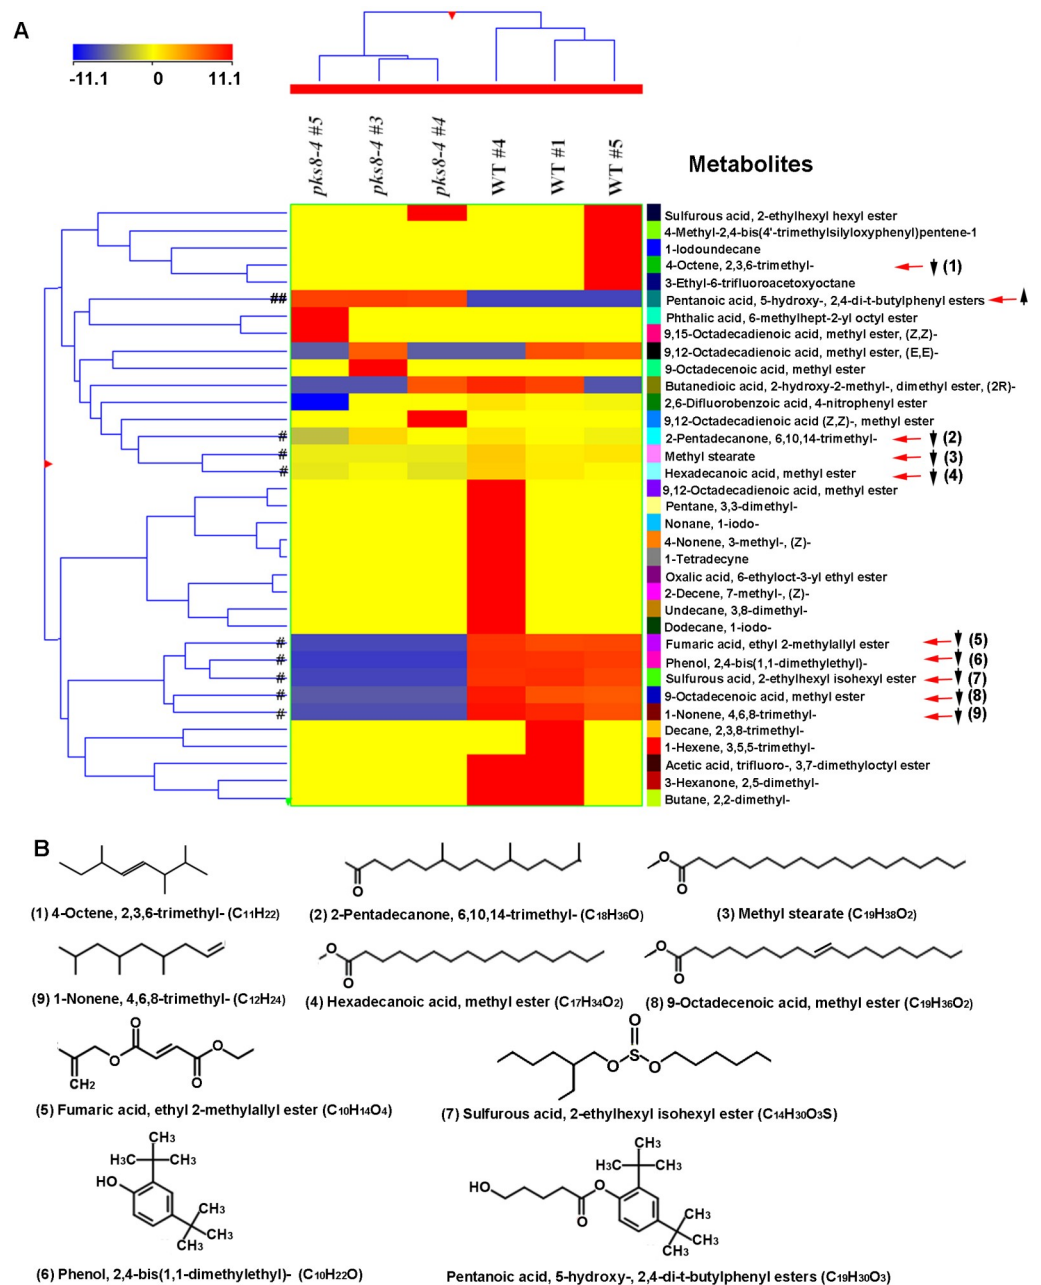 A
-11.1 0 11.1
pks8-4 #5
pks8-4 #3
pks8-4 #4
WT #4
WT #1
WT #5
Metabolites
Sulfurous acid, 2-ethylhexyl hexyl ester
4-Methyl-2,4-bis(4'-trimethylsilyloxyphenyl)pentene-1
1-Iodoundecane
4-Octene, 2,3,6-trimethyl- (1)
3-Ethyl-6-trifluoroacetoxyoctane
## Pentanoic acid, 5-hydroxy-, 2,4-di-t-butylphenyl esters
Phthalic acid, 6-methylhept-2-yl octyl ester
9,15-Octadecadienoic acid, methyl ester, (Z,Z)-
9,12-Octadecadienoic acid, methyl ester, (E,E)-
9-Octadecenoic acid, methyl ester
Butanedioic acid, 2-hydroxy-2-methyl-, dimethyl ester, (2R)-
2,6-Difluorobenzoic acid, 4-nitrophenyl ester
9,12-Octadecadienoic acid (Z,Z)-, methyl ester
# 2-Pentadecanone, 6,10,14-trimethyl- (2)
# Methyl stearate (3)
# Hexadecanoic acid, methyl ester (4)
9,12-Octadecadienoic acid, methyl ester
Pentane, 3,3-dimethyl-
Nonane, 1-iodo-
4-Nonene, 3-methyl-, (Z)-
1-Tetradecyne
Oxalic acid, 6-ethyloct-3-yl ethyl ester
2-Decene, 7-methyl-, (Z)-
Undecane, 3,8-dimethyl-
Dodecane, 1-iodo-
# Fumaric acid, ethyl 2-methylallyl ester (5)
# Phenol, 2,4-bis(1,1-dimethylethyl)- (6)
# Sulfurous acid, 2-ethylhexyl isohexyl ester (7)
# 9-Octadecenoic acid, methyl ester (8)
# 1-Nonene, 4,6,8-trimethyl- (9)
Decane, 2,3,8-trimethyl-
1-Hexene, 3,5,5-trimethyl-
Acetic acid, trifluoro-, 3,7-dimethyloctyl ester
3-Hexanone, 2,5-dimethyl-
Butane, 2,2-dimethyl-
B
O
O
O
(1) 4-Octene, 2,3,6-trimethyl- (C11H22)
(2) 2-Pentadecanone, 6,10,14-trimethyl- (C18H36O)
(3) Methyl stearate (C19H38O2)
O
O
O
O
(9) 1-Nonene, 4,6,8-trimethyl- (C12H24)
(4) Hexadecanoic acid, methyl ester (C17H34O2)
(8) 9-Octadecenoic acid, methyl ester (C19H36O2)
O
O
O
O
CH2
O
O
S
O
(5) Fumaric acid, ethyl 2-methylallyl ester (C10H14O4)
(7) Sulfurous acid, 2-ethylhexyl isohexyl ester (C14H30O3S)
CH3
H3C CH3
HO
CH3
CH3
CH3
CH3
H3C CH3
HO
O
O
CH3
CH3
CH3
(6) Phenol, 2,4-bis(1,1-dimethylethyl)- (C10H22O)
Pentanoic acid, 5-hydroxy-, 2,4-di-t-butylphenyl esters (C19H30O3)